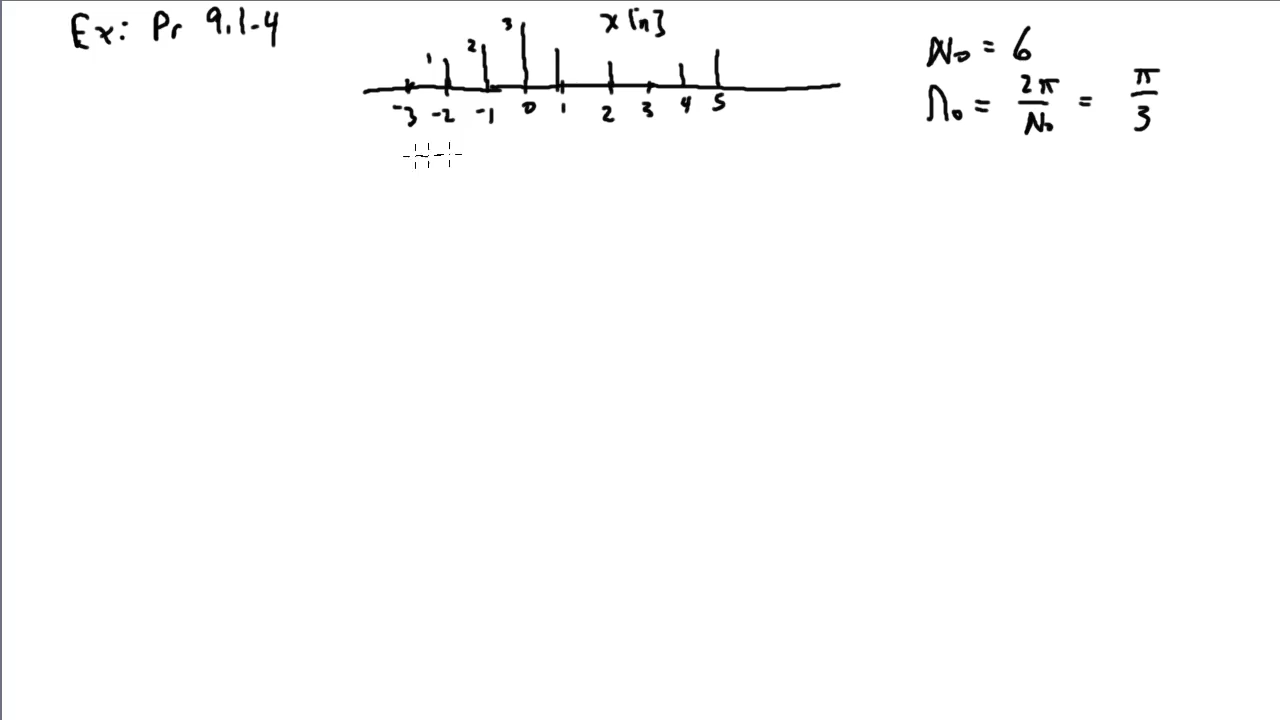 Ex: Pr 9.1-4
x[n]
1 2 3
-3 -2 -1 0 1 2 3 4 5
N₀ = 6
Ω₀ = 2π/N₀ = π/3